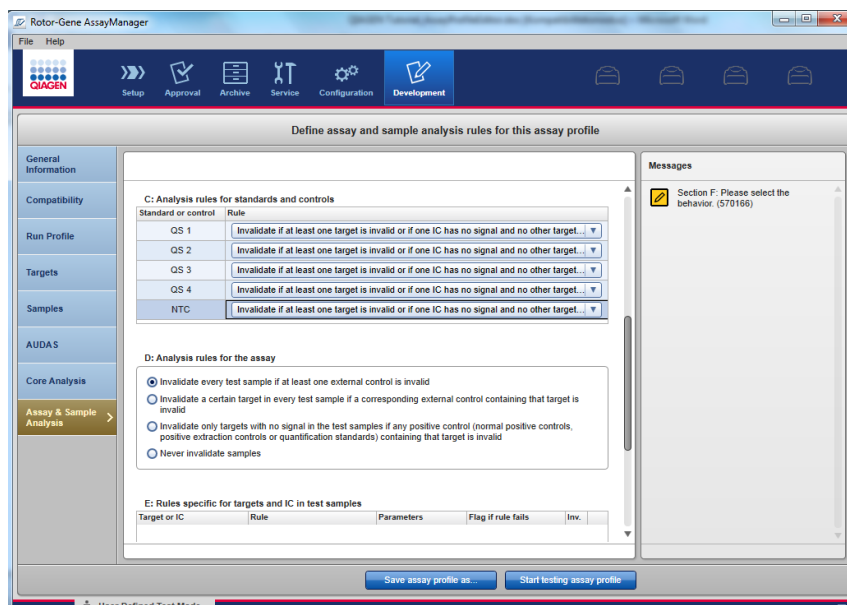 Rotor-Gene AssayManager
File Help
QIAGEN
Setup Approval Archive Service Configuration Development
Define assay and sample analysis rules for this assay profile
General
Information
Compatibility
Run Profile
Targets
Samples
AUDAS
Core Analysis
Assay & Sample
Analysis
C: Analysis rules for standards and controls
Standard or control Rule
QS 1 Invalidate if at least one target is invalid or if one IC has no signal and no other target...
QS 2 Invalidate if at least one target is invalid or if one IC has no signal and no other target...
QS 3 Invalidate if at least one target is invalid or if one IC has no signal and no other target...
QS 4 Invalidate if at least one target is invalid or if one IC has no signal and no other target...
NTC Invalidate if at least one target is invalid or if one IC has no signal and no other target...
D: Analysis rules for the assay
Invalidate every test sample if at least one external control is invalid
Invalidate a certain target in every test sample if a corresponding external control containing that target is
invalid
Invalidate only targets with no signal in the test samples if any positive control (normal positive controls,
positive extraction controls or quantification standards) containing that target is invalid
Never invalidate samples
E: Rules specific for targets and IC in test samples
Target or IC Rule Parameters Flag if rule fails Inv.
Messages
Section F: Please select the
behavior. (570166)
Save assay profile as... Start testing assay profile
User Defined Test Mode